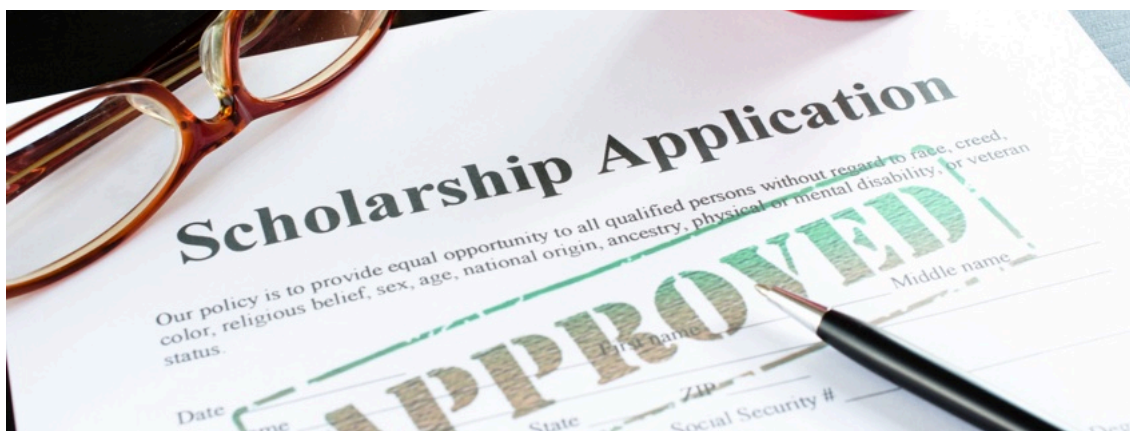 Scholarship Application
Our policy is to provide equal opportunity to all qualified persons without regard to race, creed,
color, religious belief, sex, age, national origin, ancestry, physical or mental disability, or veteran
status.
APPROVED
Date
First name
Middle name
State
ZIP
Social Security #